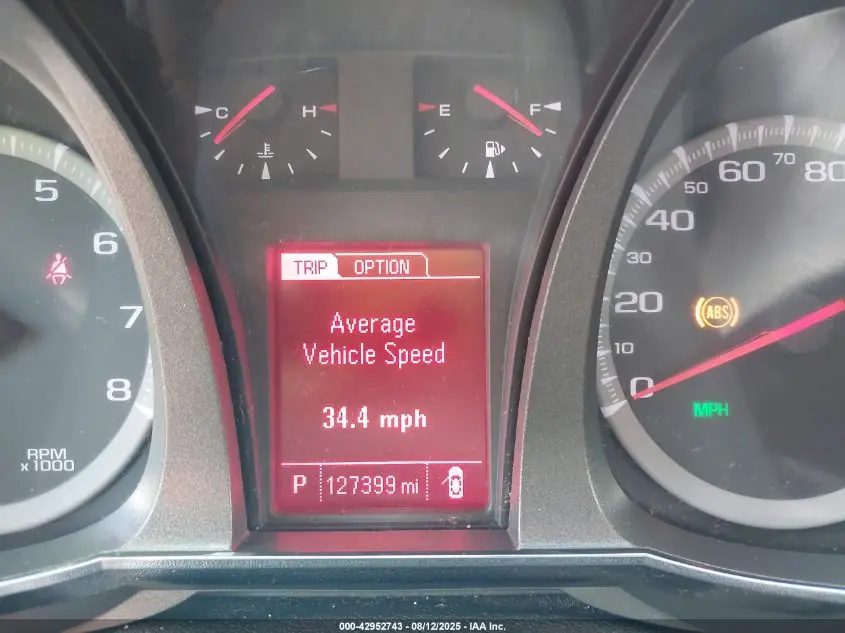 C H
E F
5
6
7
8
RPM
x1000
TRIP OPTION
Average
Vehicle Speed
34.4 mph
P 127399 mi
0
10
20
30
40
50
60
70
80
ABS
MPH
000-42952743 - 08/12/2025 - IAA Inc.